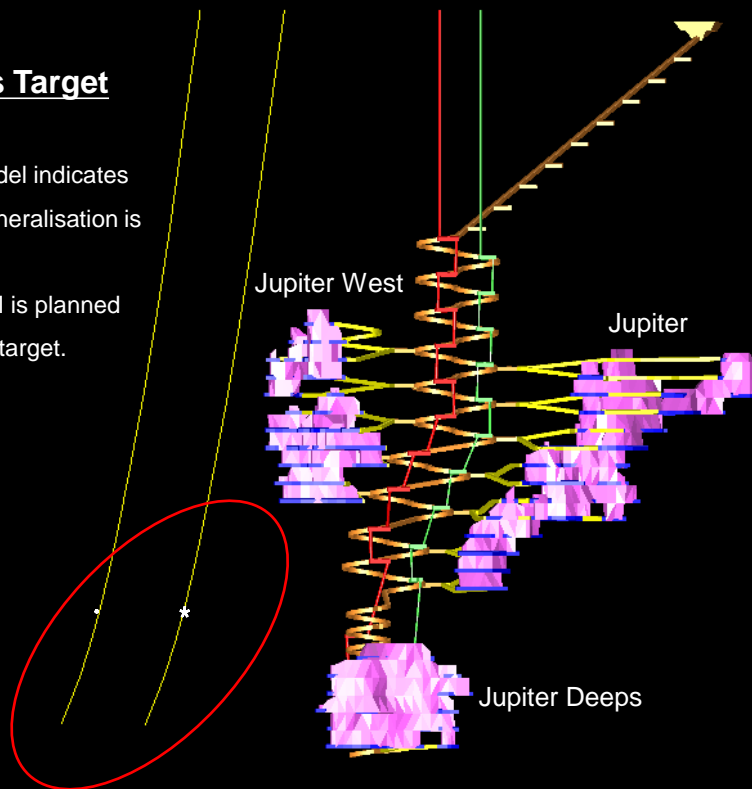 s Target
del indicates
neralisation is
l is planned
target.
Jupiter West
Jupiter
Jupiter Deeps